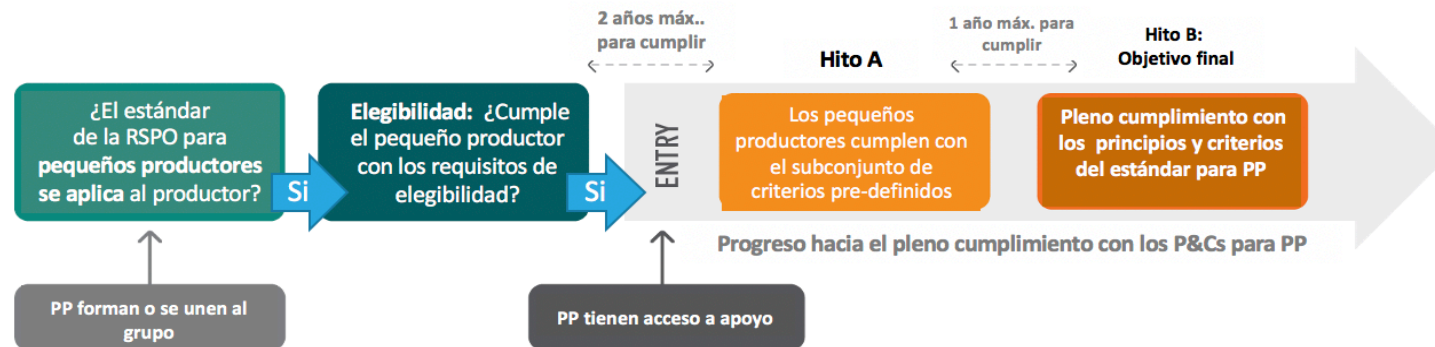 2 años máx..
para cumplir
Hito A
1 año máx. para
cumplir
Hito B:
Objetivo final
¿El estándar
de la RSPO para
pequeños productores
se aplica al productor?
Si
Elegibilidad: ¿Cumple
el pequeño productor
con los requisitos de
elegibilidad?
Si
ENTRY
Los pequeños
productores cumplen con
el subconjunto de
criterios pre-definidos
Pleno cumplimiento con
los principios y criterios
del estándar para PP
Progreso hacia el pleno cumplimiento con los P&Cs para PP
PP forman o se unen al
grupo
PP tienen acceso a apoyo